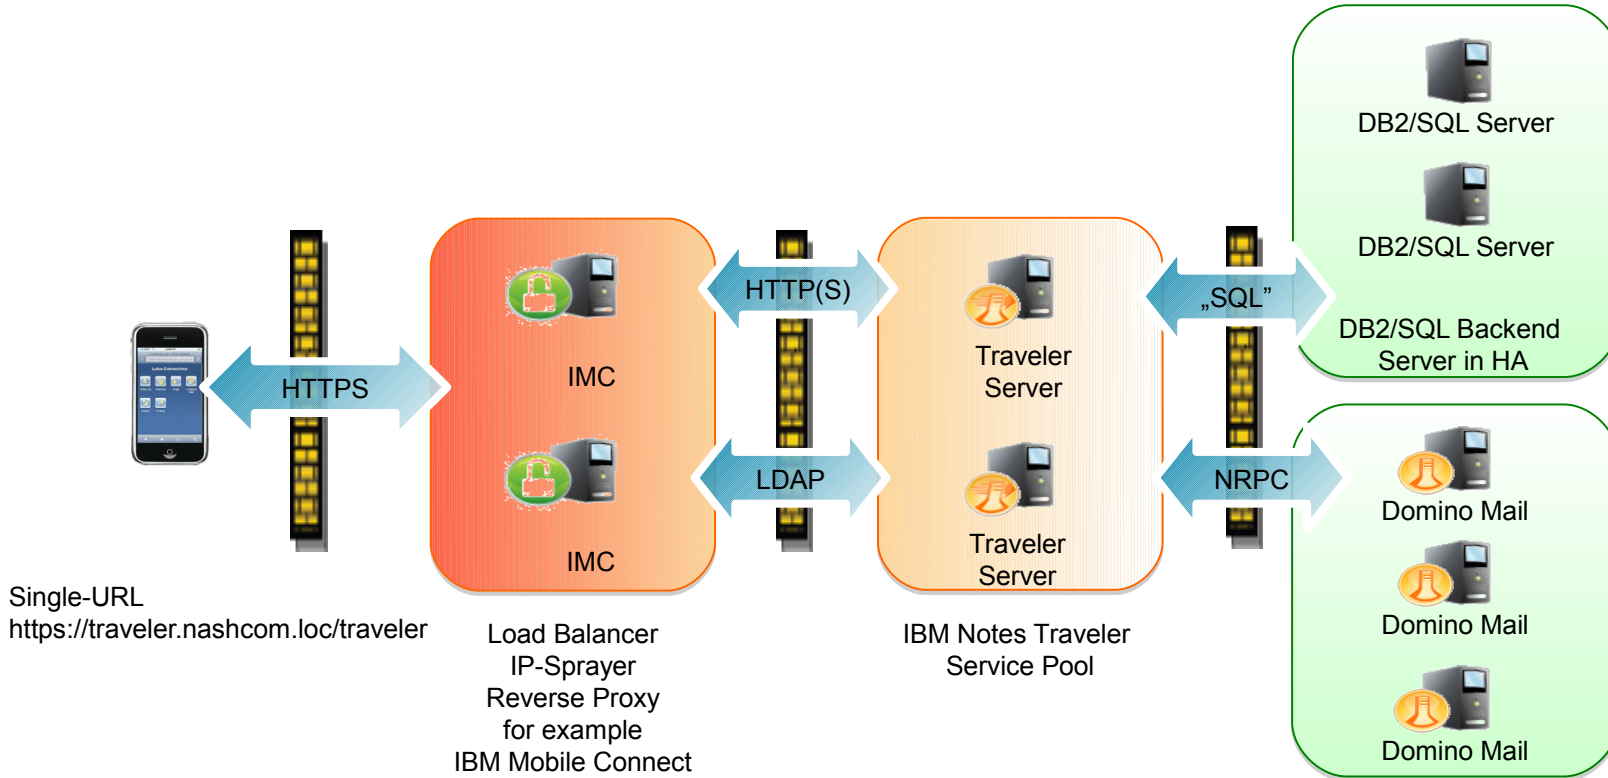 Single-URL
https://traveler.nashcom.loc/traveler
HTTPS
IMC
IMC
Load Balancer
IP-Sprayer
Reverse Proxy
for example
IBM Mobile Connect
HTTP(S)
LDAP
Traveler
Server
Traveler
Server
IBM Notes Traveler
Service Pool
„SQL”
NRPC
DB2/SQL Server
DB2/SQL Server
DB2/SQL Backend
Server in HA
Domino Mail
Domino Mail
Domino Mail
Lotus Connections